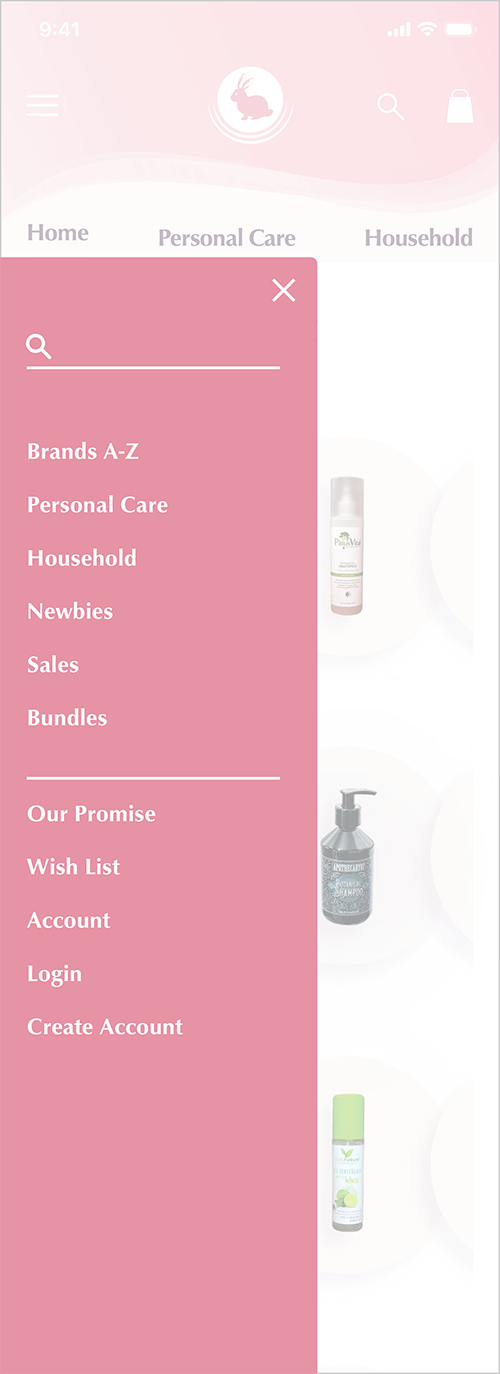 9:41
Home
Personal Care
Household
Brands A-Z
Personal Care
Household
Newbies
Sales
Bundles
Our Promise
Wish List
Account
Login
Create Account
APOTHECARY87
BOTANICAL
SHAMPOO